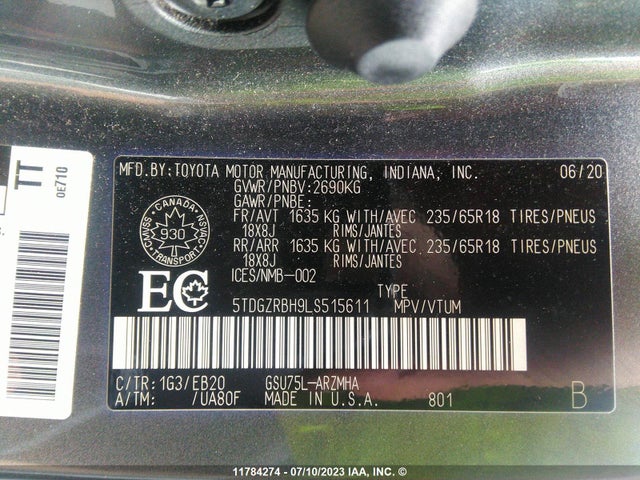 TT
0E710
MFD.BY:TOYOTA MOTOR MANUFACTURING, INDIANA, INC. 06/20
GVWR/PNBV:2690KG
GAWR/PNBE:
FR/AVT 1635 KG WITH/AVEC 235/65R18 TIRES/PNEUS
18X8J RIMS/JANTES
RR/ARR 1635 KG WITH/AVEC 235/65R18 TIRES/PNEUS
18X8J RIMS/JANTES
ICES/NMB-002
CANADA
930
EC
TYPE
5TDGZRBH9LS515611 MPV/VTUM
C/TR: 1G3/EB20 GSU75L-ARZMHA
A/TM: /UA80F MADE IN U.S.A. 801 B
11784274 - 07/10/2023 IAA, INC. ©